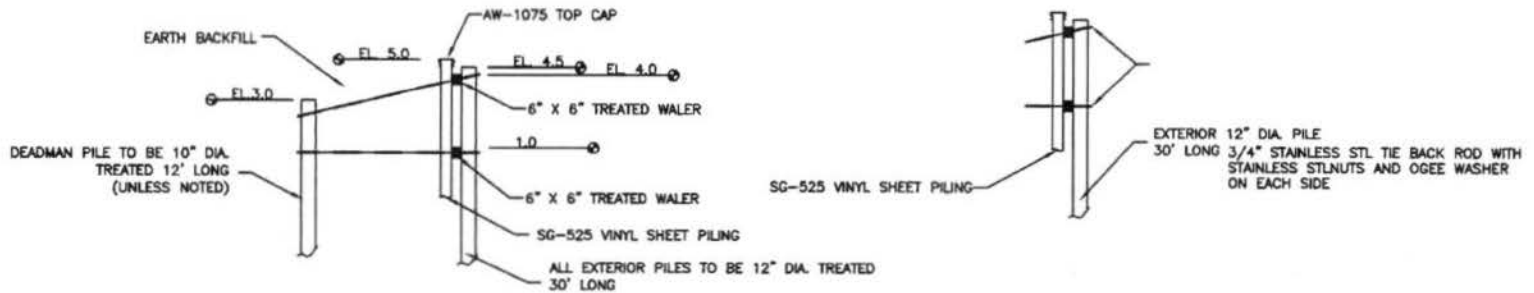 AW-1075 TOP CAP
EARTH BACKFILL
EL. 5.0
EL. 4.5
EL. 4.0
EL.3.0
6" X 6" TREATED WALER
1.0
DEADMAN PILE TO BE 10" DIA.
TREATED 12' LONG
(UNLESS NOTED)
6" X 6" TREATED WALER
SG-525 VINYL SHEET PILING
ALL EXTERIOR PILES TO BE 12" DIA. TREATED
30' LONG
EXTERIOR 12" DIA. PILE
30' LONG
3/4" STAINLESS STL TIE BACK ROD WITH
STAINLESS STLNUTS AND OGEE WASHER
ON EACH SIDE
SG-525 VINYL SHEET PILING